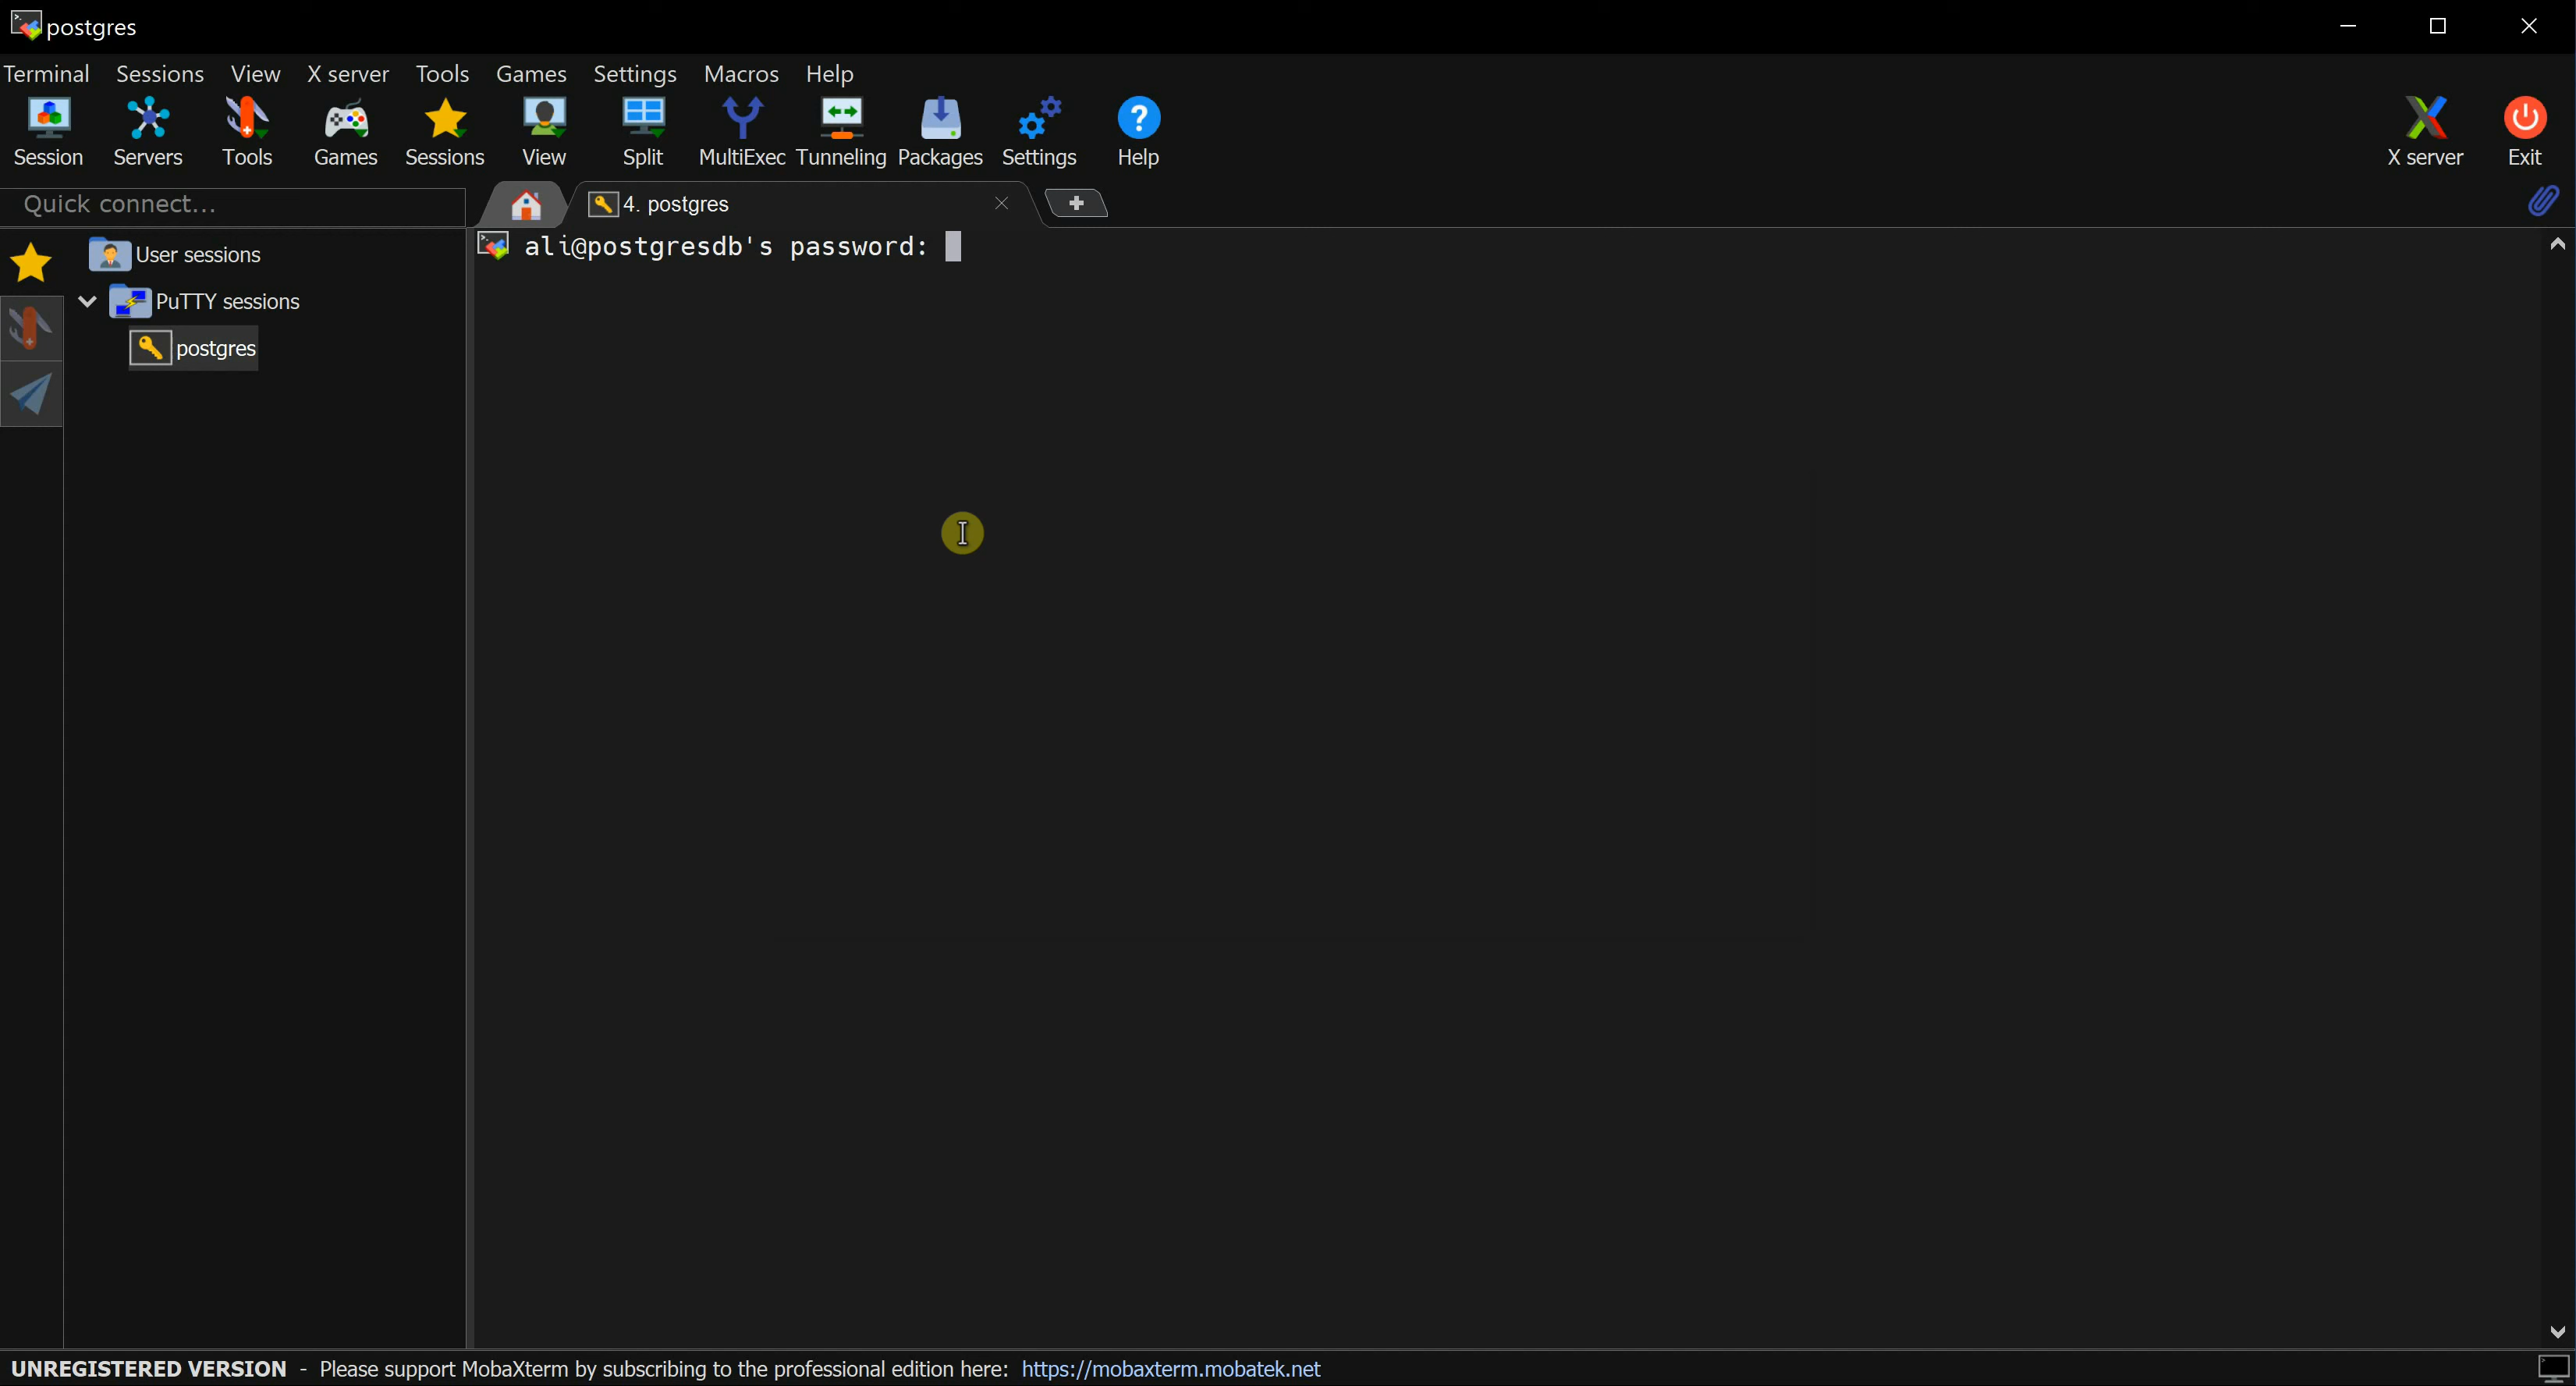 postgres
Terminal Sessions View X server Tools Games Settings Macros Help
Session Servers Tools Games Sessions View Split MultiExec Tunneling Packages Settings Help X server Exit
Quick connect... 4. postgres
User sessions
ali@postgresdb's password:
PuTTY sessions
postgres
UNREGISTERED VERSION - Please support MobaXterm by subscribing to the professional edition here: https://mobaxterm.mobatek.net